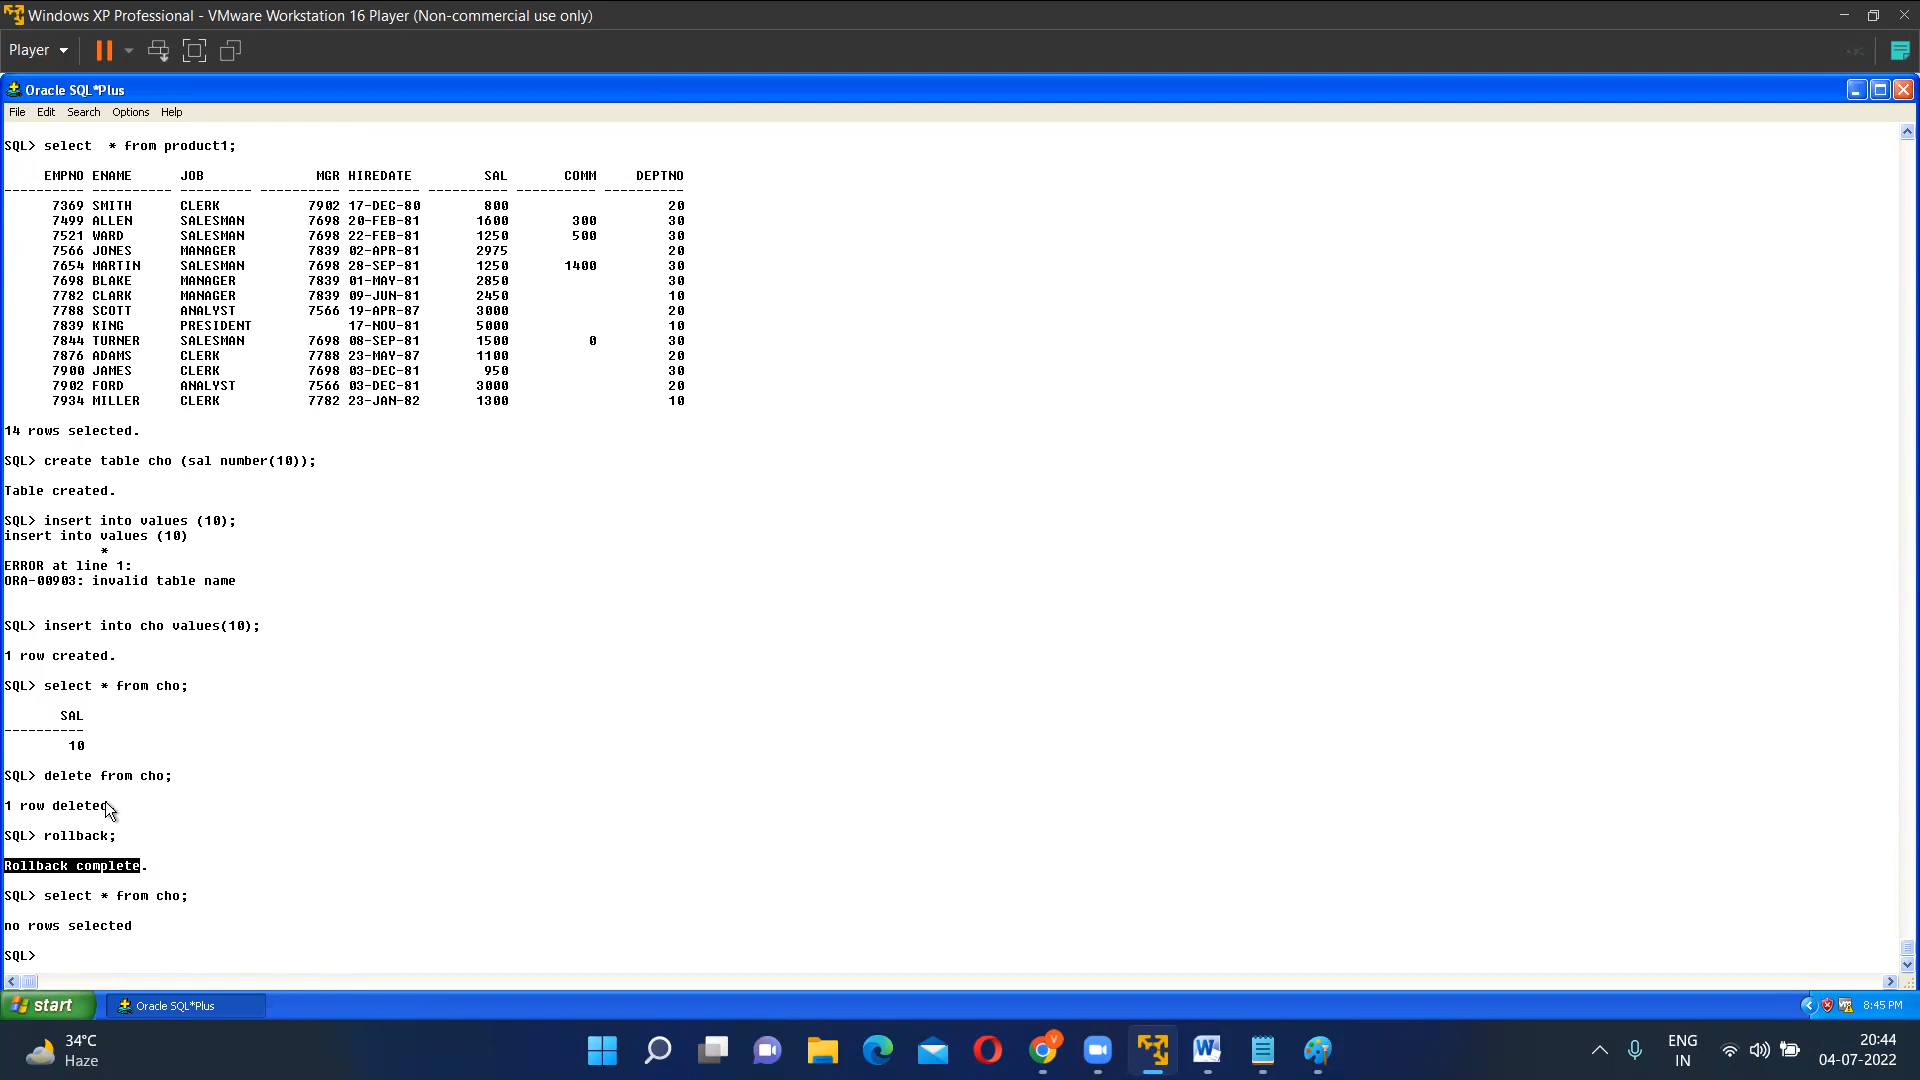 Windows XP Professional - VMware Workstation 16 Player (Non-commercial use only)
Player
Oracle SQL*Plus
File Edit Search Options Help
SQL> select  * from product1;
     EMPNO ENAME      JOB              MGR HIREDATE         SAL       COMM     DEPTNO
---------- ---------- --------- ---------- --------- ---------- ---------- ----------
      7369 SMITH      CLERK           7902 17-DEC-80        800                    20
      7499 ALLEN      SALESMAN        7698 20-FEB-81       1600        300         30
      7521 WARD       SALESMAN        7698 22-FEB-81       1250        500         30
      7566 JONES      MANAGER         7839 02-APR-81       2975                    20
      7654 MARTIN     SALESMAN        7698 28-SEP-81       1250       1400         30
      7698 BLAKE      MANAGER         7839 01-MAY-81       2850                    30
      7782 CLARK      MANAGER         7839 09-JUN-81       2450                    10
      7788 SCOTT      ANALYST         7566 19-APR-87       3000                    20
      7839 KING       PRESIDENT            17-NOV-81       5000                    10
      7844 TURNER     SALESMAN        7698 08-SEP-81       1500          0         30
      7876 ADAMS      CLERK           7788 23-MAY-87       1100                    20
      7900 JAMES      CLERK           7698 03-DEC-81        950                    30
      7902 FORD       ANALYST         7566 03-DEC-81       3000                    20
      7934 MILLER     CLERK           7782 23-JAN-82       1300                    10
14 rows selected.
SQL> create table cho (sal number(10));
Table created.
SQL> insert into values (10);
insert into values (10)
            *
ERROR at line 1:
ORA-00903: invalid table name
SQL> insert into cho values(10);
1 row created.
SQL> select * from cho;
       SAL
----------
        10
SQL> delete from cho;
1 row deleted
SQL> rollback;
Rollback complete.
SQL> select * from cho;
no rows selected
SQL>
start
Oracle SQL*Plus
8:45 PM
34°C
Haze
ENG
IN
20:44
04-07-2022